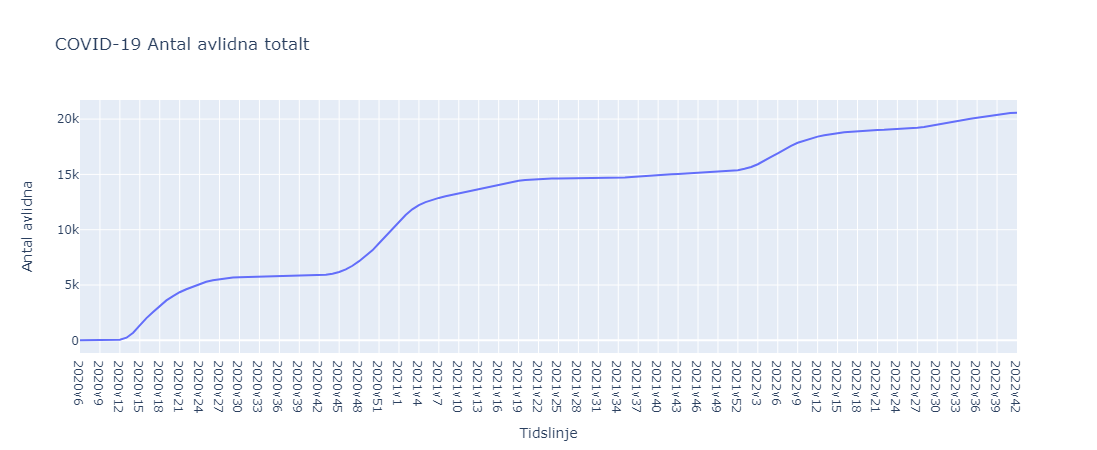 COVID-19 Antal avlidna totalt
Antal avlidna
20k
15k
10k
5k
0
2020v6
2020v9
2020v12
2020v15
2020v18
2020v21
2020v24
2020v27
2020v30
2020v33
2020v36
2020v39
2020v42
2020v45
2020v48
2020v51
2021v1
2021v4
2021v7
2021v10
2021v13
2021v16
2021v19
2021v22
2021v25
2021v28
2021v31
2021v34
2021v37
2021v40
2021v43
2021v46
2021v49
2021v52
2022v3
2022v6
2022v9
2022v12
2022v15
2022v18
2022v21
2022v24
2022v27
2022v30
2022v33
2022v36
2022v39
2022v42
Tidslinje